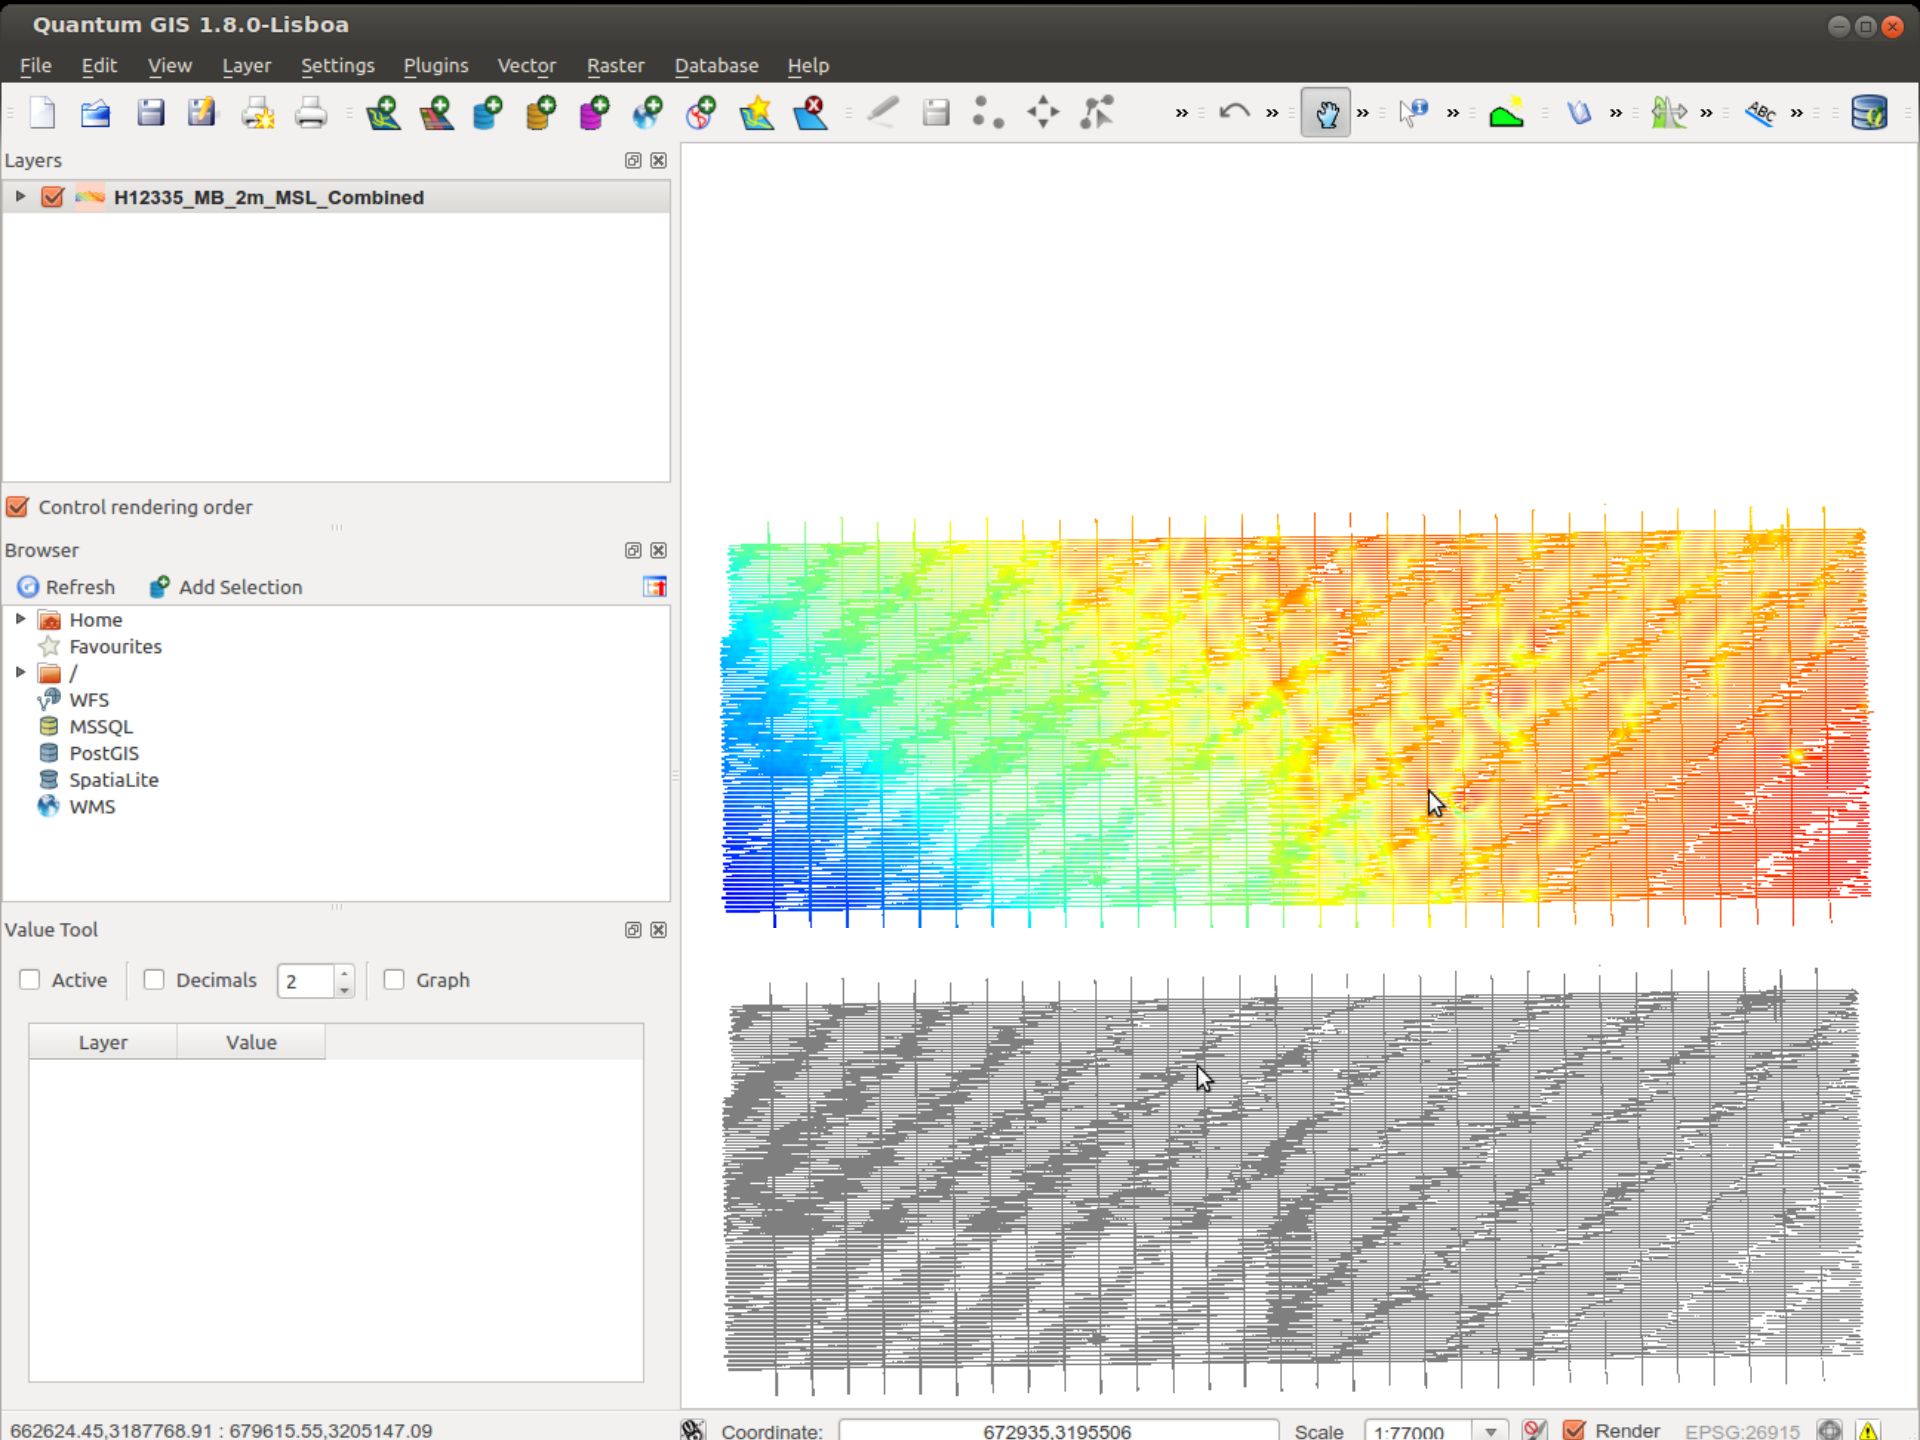 Quantum GIS 1.8.0-Lisboa
File Edit View Layer Settings Plugins Vector Raster Database Help
» » » » » » »
ABC
Layers
H12335_MB_2m_MSL_Combined
Control rendering order
Browser
Refresh Add Selection
Home
Favourites
/
WFS
MSSQL
PostGIS
SpatiaLite
WMS
Value Tool
Active Decimals 2 Graph
Layer Value
662624.45,3187768.91 : 679615.55,3205147.09 Coordinate: 672935,3195506 Scale 1:77000 Render EPSG:26915